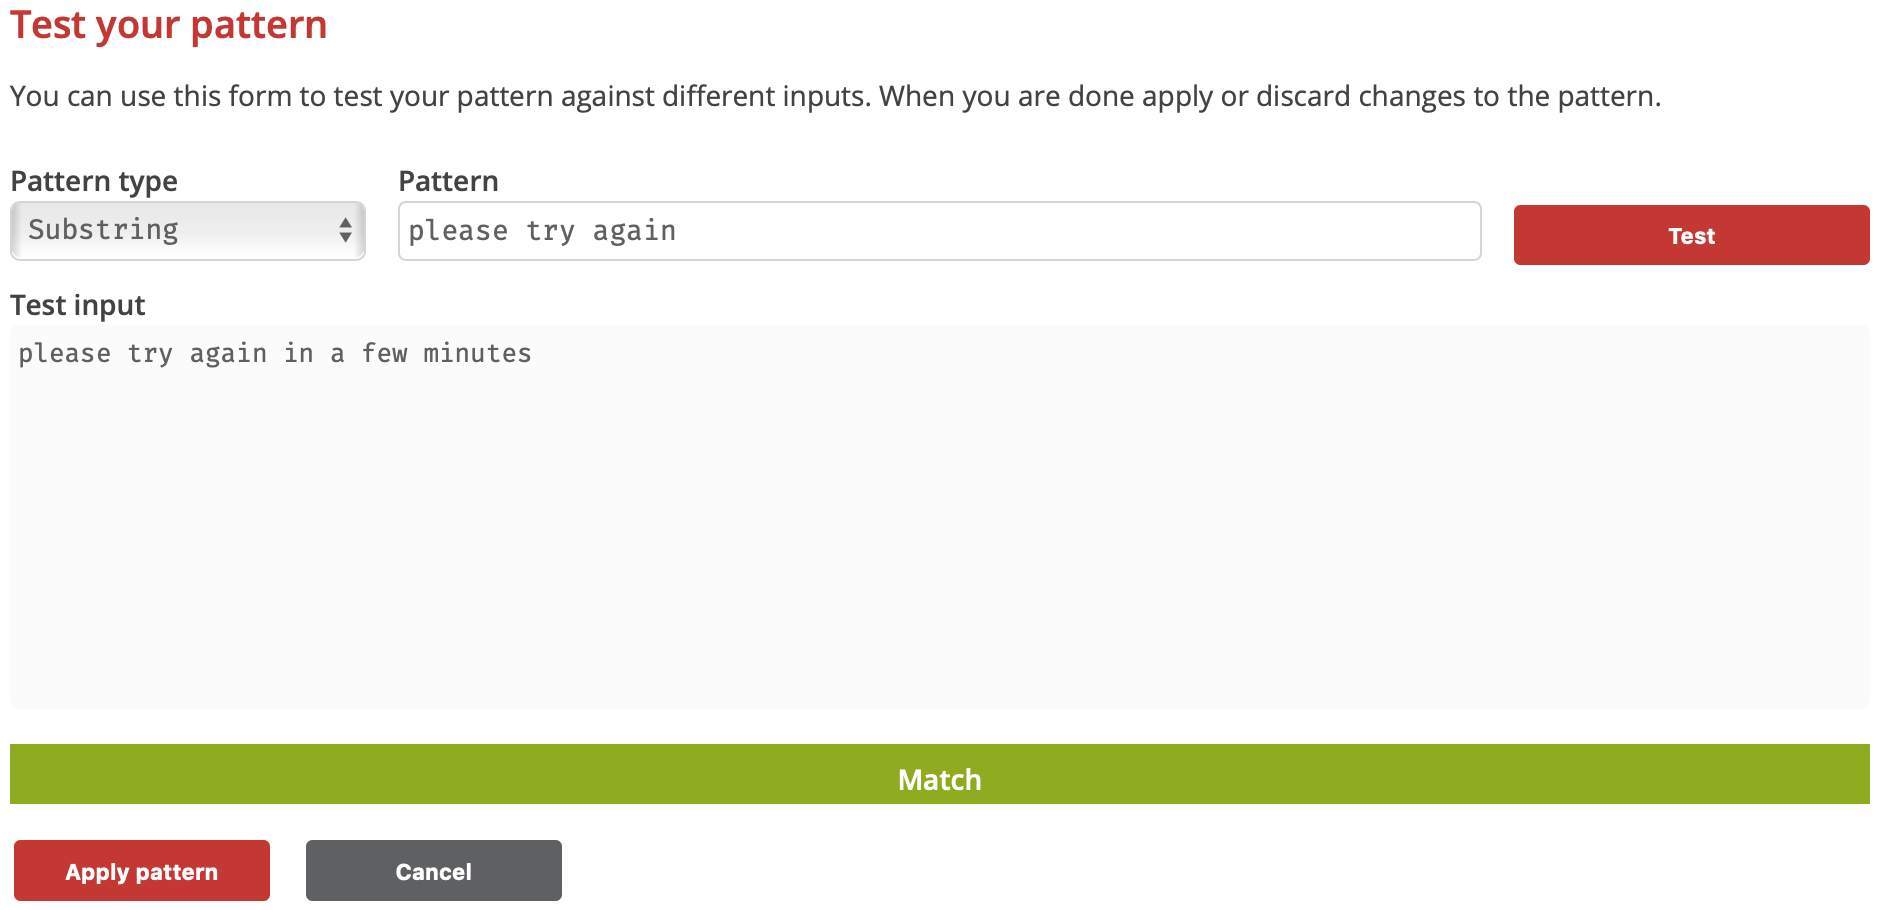 Test your pattern
You can use this form to test your pattern against different inputs. When you are done apply or discard changes to the pattern.
Pattern type
Pattern
Substring
please try again
Test
Test input
please try again in a few minutes
Match
Apply pattern
Cancel